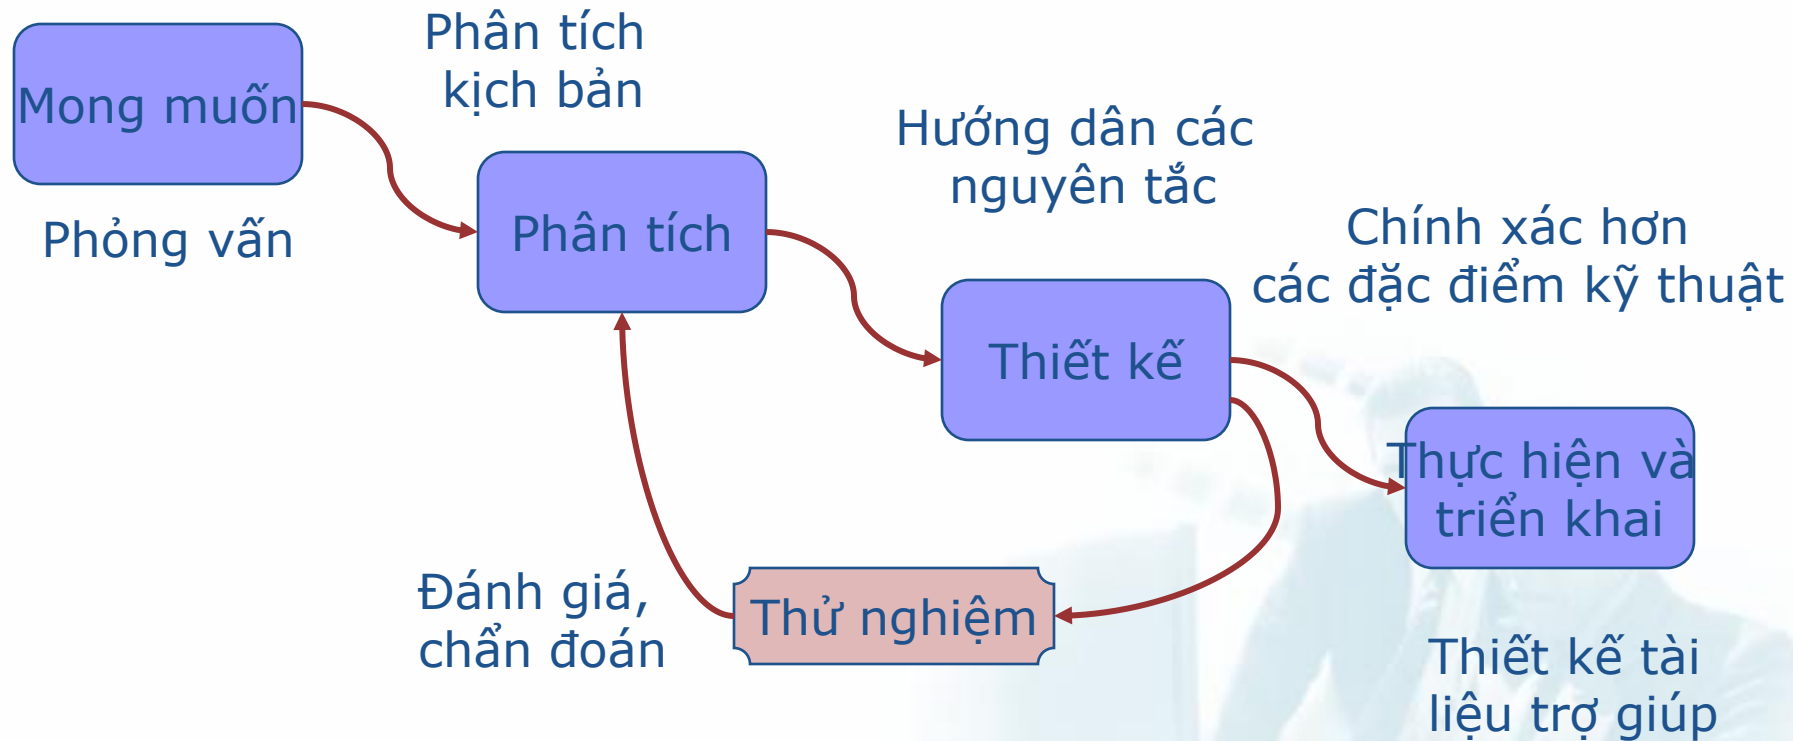 Mong muốn
Phỏng vấn
Phân tích
kịch bản
Phân tích
Hướng dân các
nguyên tắc
Thiết kế
Chính xác hơn
các đặc điểm kỹ thuật
Thực hiện và
triển khai
Thử nghiệm
Đánh giá,
chẩn đoán
Thiết kế tài
liệu trợ giúp